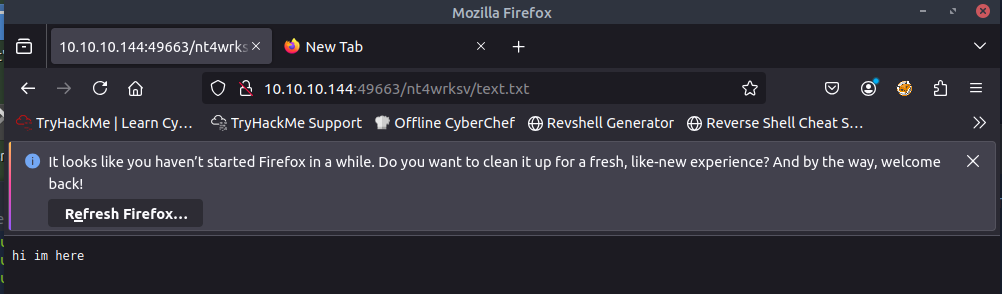 Mozilla Firefox
10.10.10.144:49663/nt4wrks
New Tab
10.10.10.144:49663/nt4wrksv/text.txt
TryHackMe | Learn Cy… TryHackMe Support Offline CyberChef Revshell Generator Reverse Shell Cheat S…
It looks like you haven’t started Firefox in a while. Do you want to clean it up for a fresh, like-new experience? And by the way, welcome
back!
Refresh Firefox…
hi im here